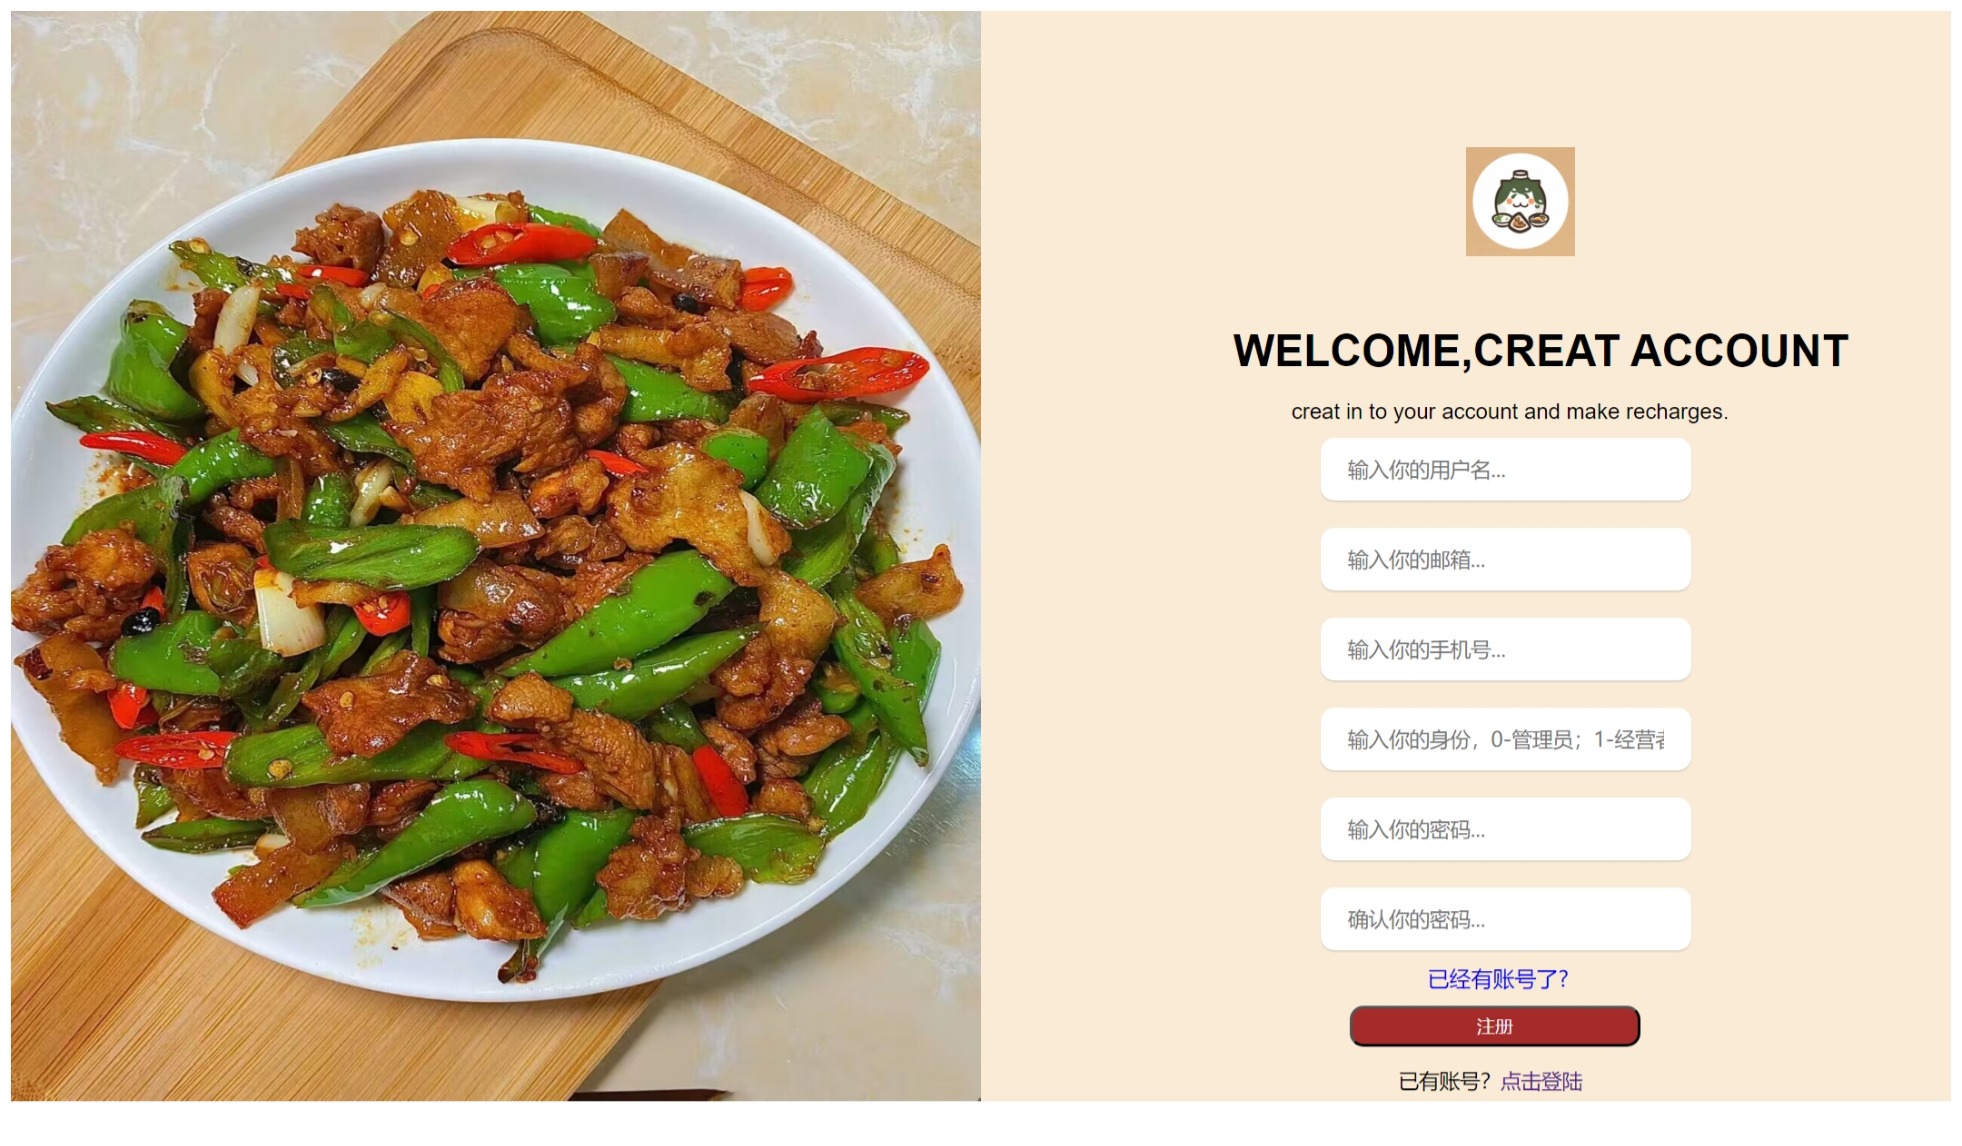 WELCOME,CREAT ACCOUNT
creat in to your account and make recharges.
输入你的用户名...
输入你的邮箱...
输入你的手机号...
输入你的身份，0-管理员；1-经营
输入你的密码...
确认你的密码...
已经有账号了?
注册
已有账号？点击登陆